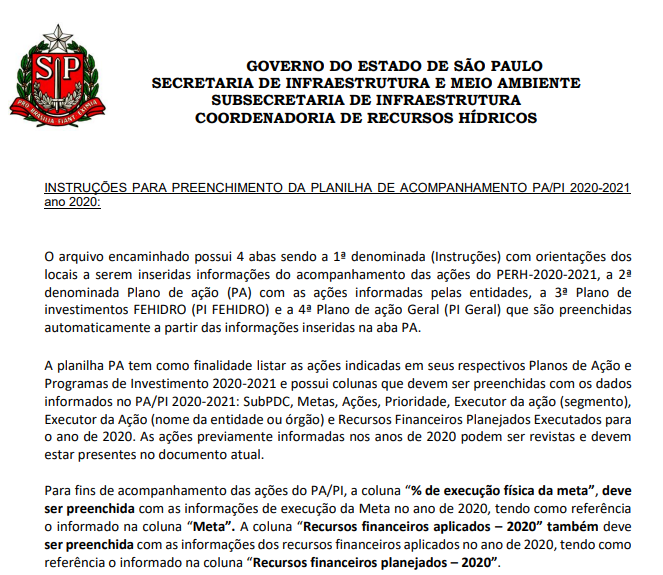 GOVERNO DO ESTADO DE SÃO PAULO
SECRETARIA DE INFRAESTRUTURA E MEIO AMBIENTE
SUBSECRETARIA DE INFRAESTRUTURA
COORDENADORIA DE RECURSOS HÍDRICOS
SP
PRO BRASILIA FIANT EXIMIA
INSTRUÇÕES PARA PREENCHIMENTO DA PLANILHA DE ACOMPANHAMENTO PA/PI 2020-2021
ano 2020:
O arquivo encaminhado possui 4 abas sendo a 1ª denominada (Instruções) com orientações dos
locais a serem inseridas informações do acompanhamento das ações do PERH-2020-2021, a 2ª
denominada Plano de ação (PA) com as ações informadas pelas entidades, a 3ª Plano de
investimentos FEHIDRO (PI FEHIDRO) e a 4ª Plano de ação Geral (PI Geral) que são preenchidas
automaticamente a partir das informações inseridas na aba PA.
A planilha PA tem como finalidade listar as ações indicadas em seus respectivos Planos de Ação e
Programas de Investimento 2020-2021 e possui colunas que devem ser preenchidas com os dados
informados no PA/PI 2020-2021: SubPDC, Metas, Ações, Prioridade, Executor da ação (segmento),
Executor da Ação (nome da entidade ou órgão) e Recursos Financeiros Planejados Executados para
o ano de 2020. As ações previamente informadas nos anos de 2020 podem ser revistas e devem
estar presentes no documento atual.
Para fins de acompanhamento das ações do PA/PI, a coluna “% de execução física da meta”, deve
ser preenchida com as informações de execução da Meta no ano de 2020, tendo como referência
o informado na coluna “Meta”. A coluna “Recursos financeiros aplicados – 2020” também deve
ser preenchida com as informações dos recursos financeiros aplicados no ano de 2020, tendo como
referência o informado na coluna “Recursos financeiros planejados – 2020”.